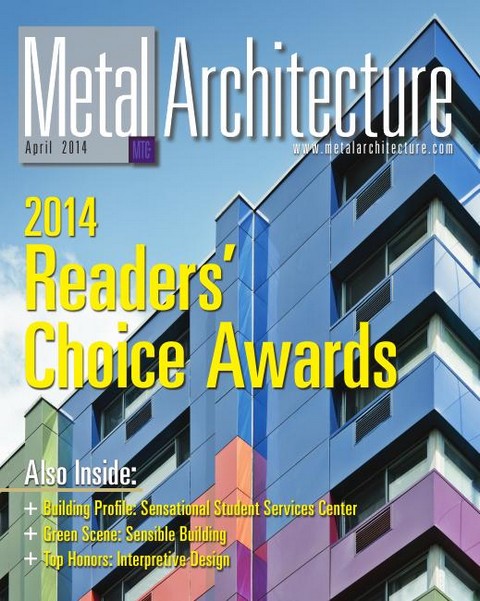 Metal Architecture
April 2014
MTC
www.metalarchitecture.com
2014
Readers'
Choice Awards
Also Inside:
+ Building Profile: Sensational Student Services Center
+ Green Scene: Sensible Building
+ Top Honors: Interpretive Design